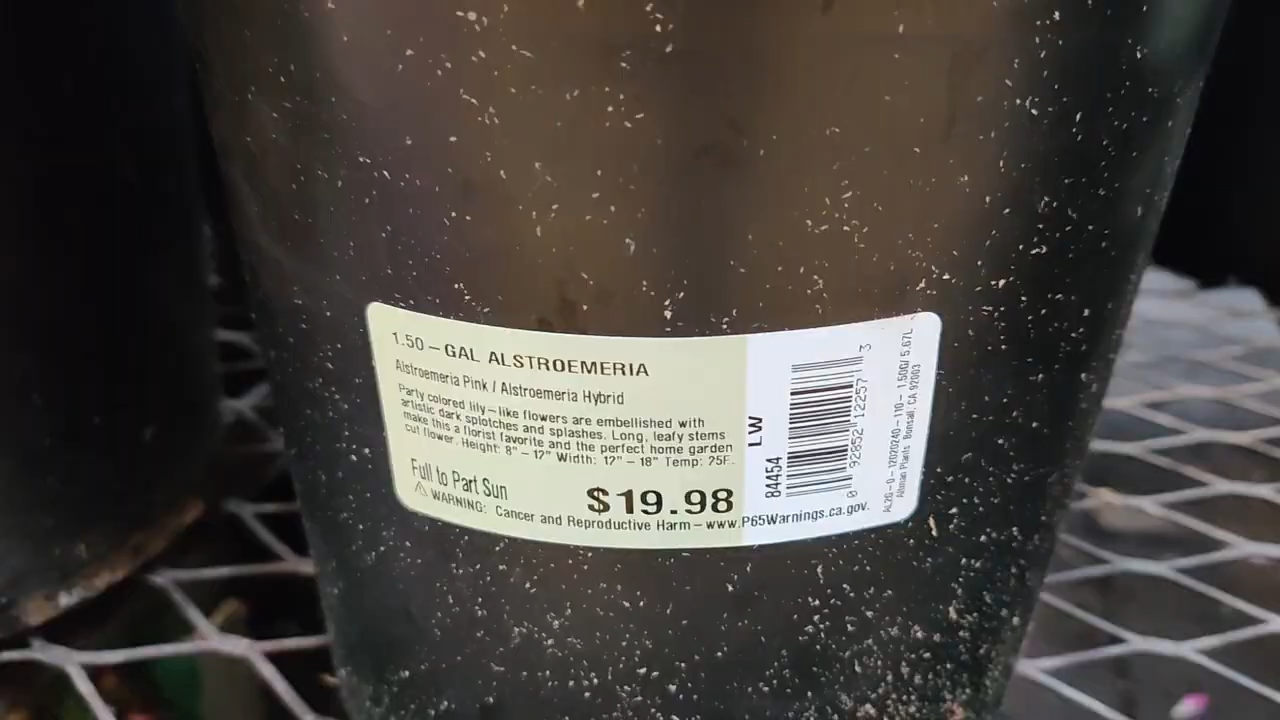 1.50-GAL ALSTROEMERIA
Alstroemeria Pink / Alstroemeria Hybrid
Party colored lily-like flowers are embellished with
artistic dark splotches and splashes. Long, leafy stems
make this a florist favorite and the perfect home garden
cut flower. Height: 8" - 12" Width: 12" - 18" Temp: 25F.
Full to Part Sun
$19.98
⚠ WARNING: Cancer and Reproductive Harm - www.P65Warnings.ca.gov.
LW
84454
0 92852 12257 3
AL20-0-12020240-110- 1.50G/ 5.67L
Altman Plants Bonsall, CA 92003